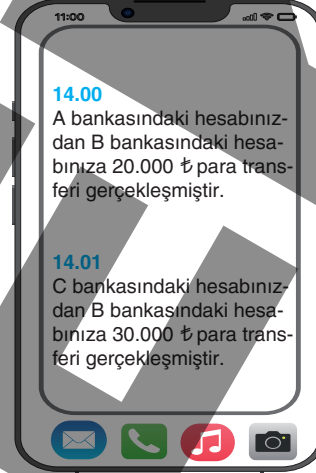 11:00
14.00
A bankasındaki hesabınız-
dan B bankasındaki hesa-
bınıza 20.000 ₺ para trans-
feri gerçekleşmiştir.
14.01
C bankasındaki hesabınız-
dan B bankasındaki hesa-
bınıza 30.000 ₺ para trans-
feri gerçekleşmiştir.